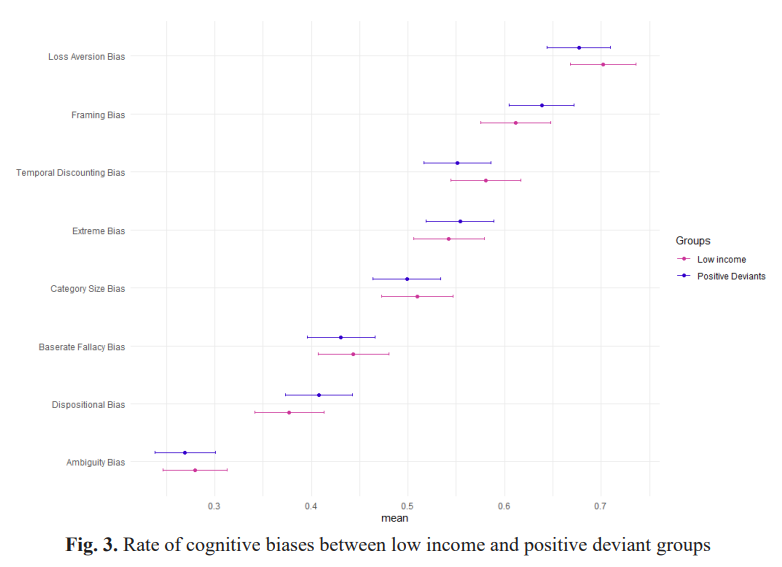 Loss Aversion Bias
Framing Bias
Temporal Discounting Bias
Extreme Bias
Category Size Bias
Baserate Fallacy Bias
Dispositional Bias
Ambiguity Bias
0.3 0.4 0.5 0.6 0.7
mean
Groups
Low income
Positive Deviants
Fig. 3. Rate of cognitive biases between low income and positive deviant groups